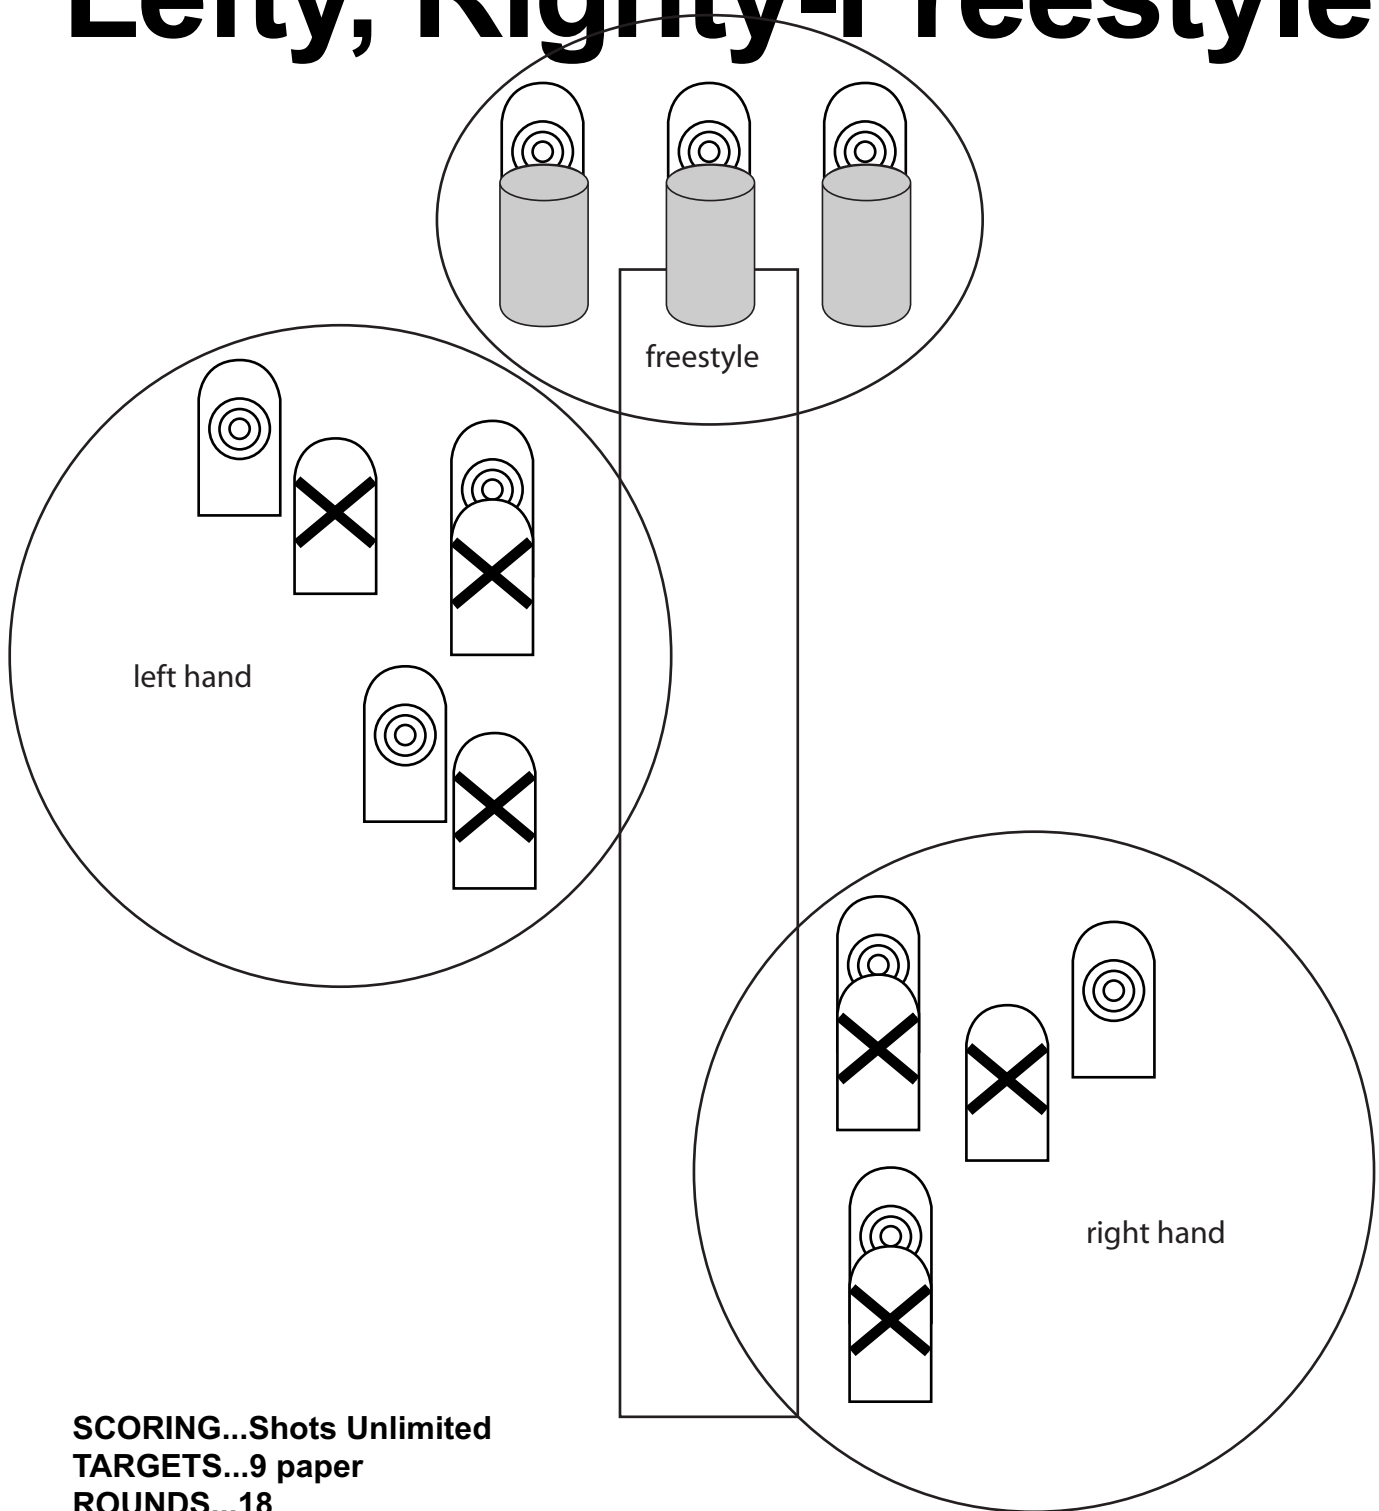 Lefty, Righty-Freestyle
freestyle
left hand
right hand
SCORING...Shots Unlimited
TARGETS...9 paper
ROUNDS...18